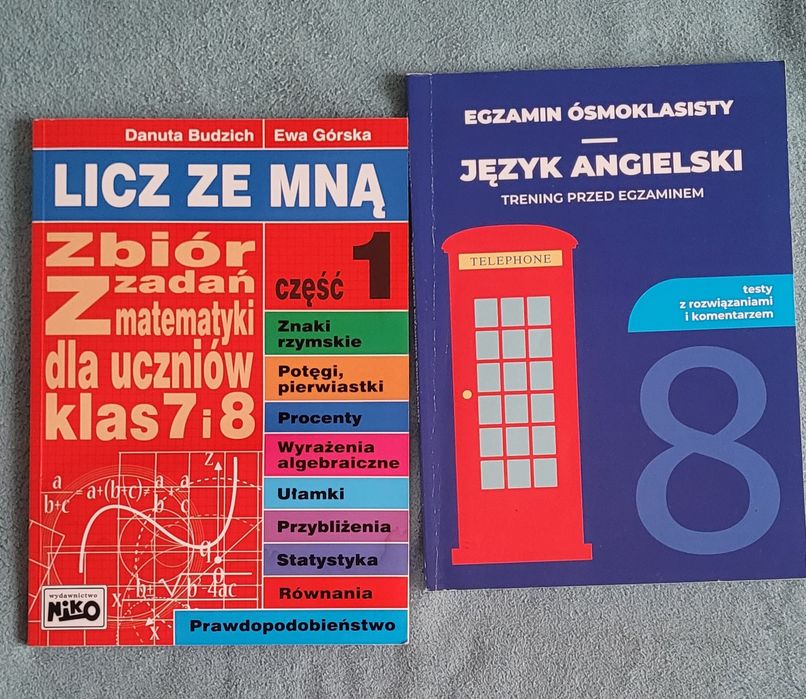 Danuta Budzich | Ewa Górska
LICZ ZE MNĄ
Zbiór
zadań
z matematyki
dla uczniów
klas 7 i 8
część 1
Znaki
rzymskie
Potęgi,
pierwiastki
Procenty
Wyrażenia
algebraiczne
Ułamki
Przybliżenia
Statystyka
Równania
Prawdopodobieństwo
wydawnictwo
NiKO
EGZAMIN ÓSMOKLASISTY
JĘZYK ANGIELSKI
TRENING PRZED EGZAMINEM
TELEPHONE
testy
z rozwiązaniami
i komentarzem
8